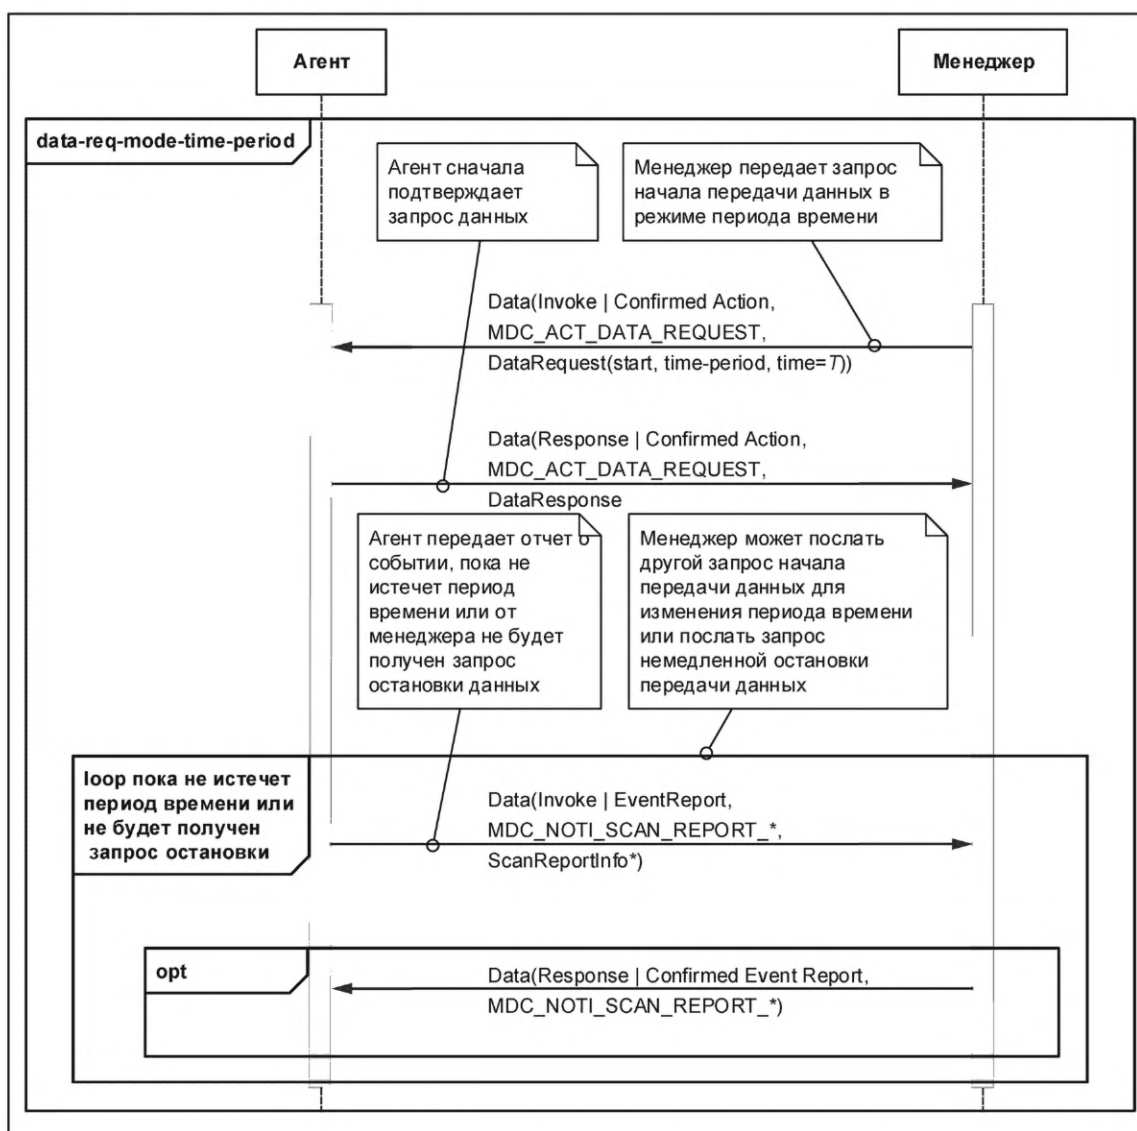 Агент
Менеджер
data-req-mode-time-period
Агент сначала
подтверждает
запрос данных
Менеджер передает запрос
начала передачи данных в
режиме периода времени
Data(Invoke | Confirmed Action,
MDC_ACT_DATA_REQUEST,
DataRequest(start, time-period, time=T))
Data(Response | Confirmed Action,
MDC_ACT_DATA_REQUEST,
DataResponse
Агент передает отчет о
событии, пока не
истечет период
времени или от
менеджера не будет
получен запрос
остановки данных
Менеджер может послать
другой запрос начала
передачи данных для
изменения периода времени
или послать запрос
немедленной остановки
передачи данных
loop пока не истечет
период времени или
не будет получен
запрос остановки
Data(Invoke | EventReport,
MDC_NOTI_SCAN_REPORT_*,
ScanReportInfo*)
opt
Data(Response | Confirmed Event Report,
MDC_NOTI_SCAN_REPORT_*)